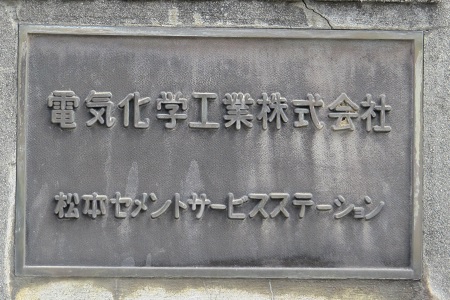 電気化学工業株式会社
松本セメントサービスステーション